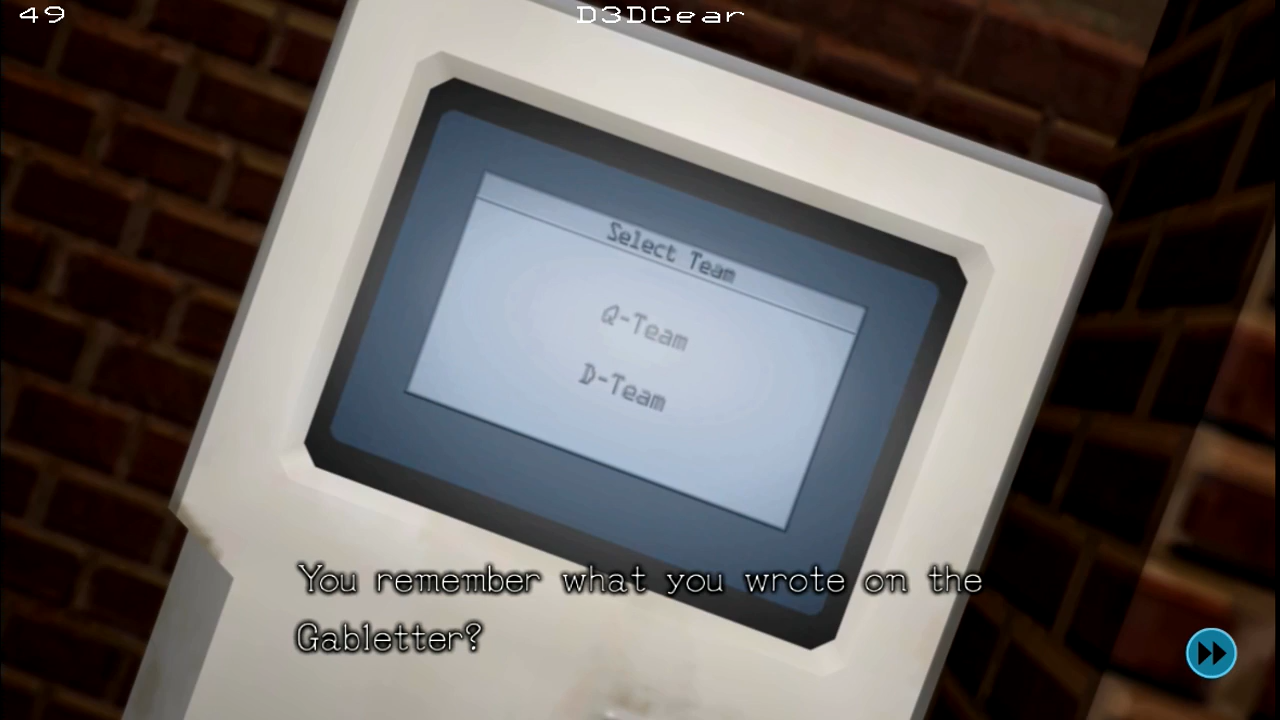 49
D3DGear
Select Team
Q-Team
D-Team
You remember what you wrote on the
Gabletter?